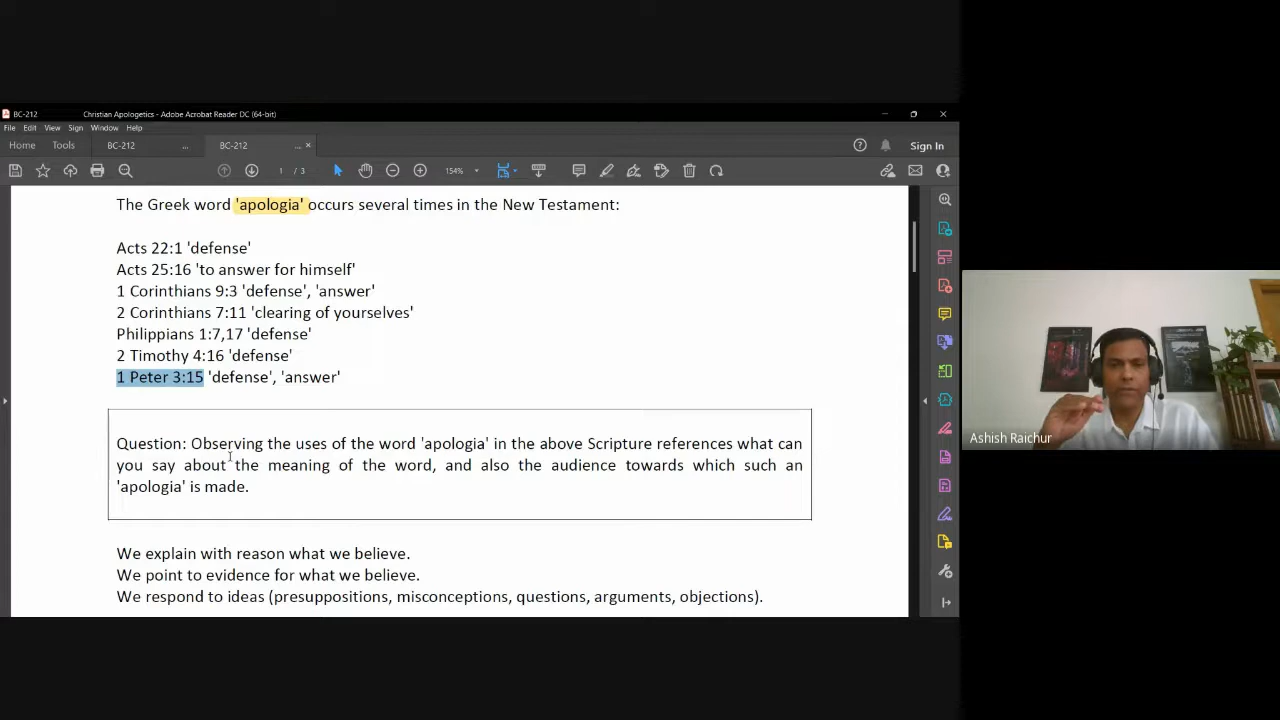 BC-212 Christian Apologetics - Adobe Acrobat Reader DC (64-bit)
File Edit View Sign Window Help
Home Tools BC-212 ... BC-212 ... × Sign In
1 / 3 154%
The Greek word 'apologia' occurs several times in the New Testament:
Acts 22:1 'defense'
Acts 25:16 'to answer for himself'
1 Corinthians 9:3 'defense', 'answer'
2 Corinthians 7:11 'clearing of yourselves'
Philippians 1:7,17 'defense'
2 Timothy 4:16 'defense'
1 Peter 3:15 'defense', 'answer'
Question: Observing the uses of the word 'apologia' in the above Scripture references what can
you say about the meaning of the word, and also the audience towards which such an
'apologia' is made.
We explain with reason what we believe.
We point to evidence for what we believe.
We respond to ideas (presuppositions, misconceptions, questions, arguments, objections).
Ashish Raichur